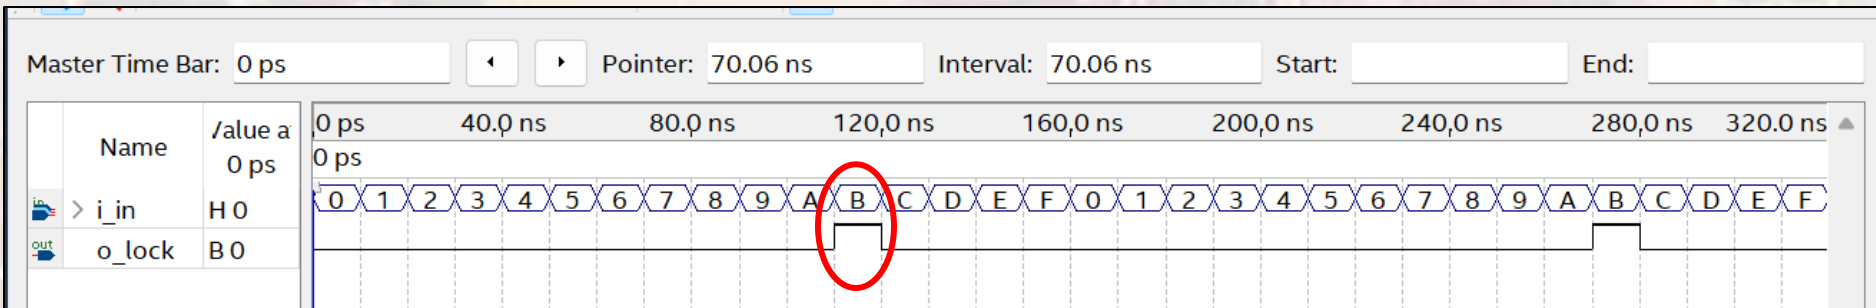 Master Time Bar: 0 ps Pointer: 70.06 ns Interval: 70.06 ns Start: End:
Name /alue a 0 ps
0 ps 40.0 ns 80.0 ns 120,0 ns 160,0 ns 200,0 ns 240,0 ns 280,0 ns 320.0 ns
0 ps
in i_in H 0 0 1 2 3 4 5 6 7 8 9 A B C D E F 0 1 2 3 4 5 6 7 8 9 A B C D E F
out o_lock B 0